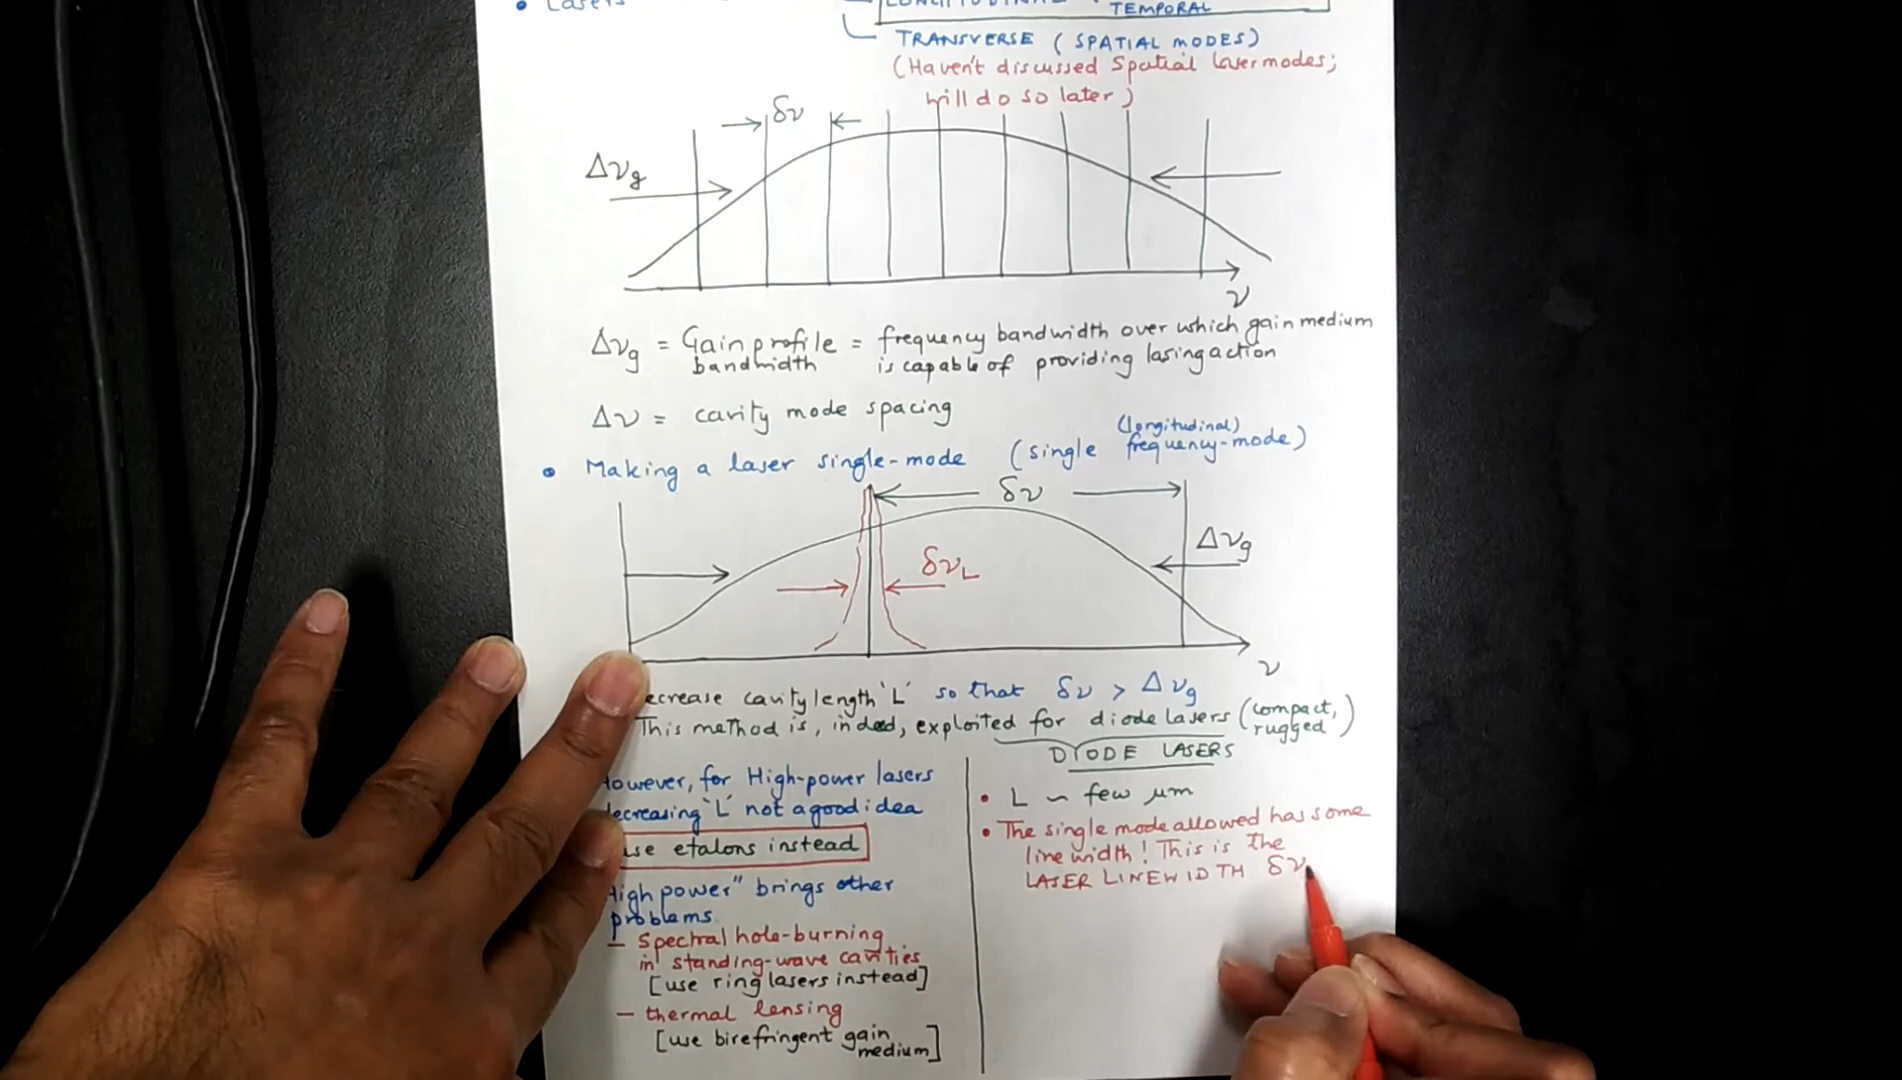 • Lasers
TEMPORAL
TRANSVERSE (SPATIAL MODES)
(Haven't discussed Spatial laser modes;
will do so later)
δν
Δνg
ν
Δνg = Gain profile = frequency bandwidth over which gain medium
bandwidth is capable of providing lasing action
Δν = cavity mode spacing
(longitudinal)
• Making a laser single-mode (single frequency-mode)
δν
Δνg
δνL
ν
ecrease cavity length 'L' so that δν > Δνg
This method is, indeed, exploited for diode lasers (compact, rugged)
However, for High-power lasers
decreasing 'L' not a good idea
use etalons instead
High power" brings other
problems
— Spectral hole-burning
in standing-wave cavities
[use ring lasers instead]
— thermal lensing
[use birefringent gain
medium]
DIODE LASERS
• L ~ few μm
• The single mode allowed has some
line width! This is the
LASER LINEWIDTH δν